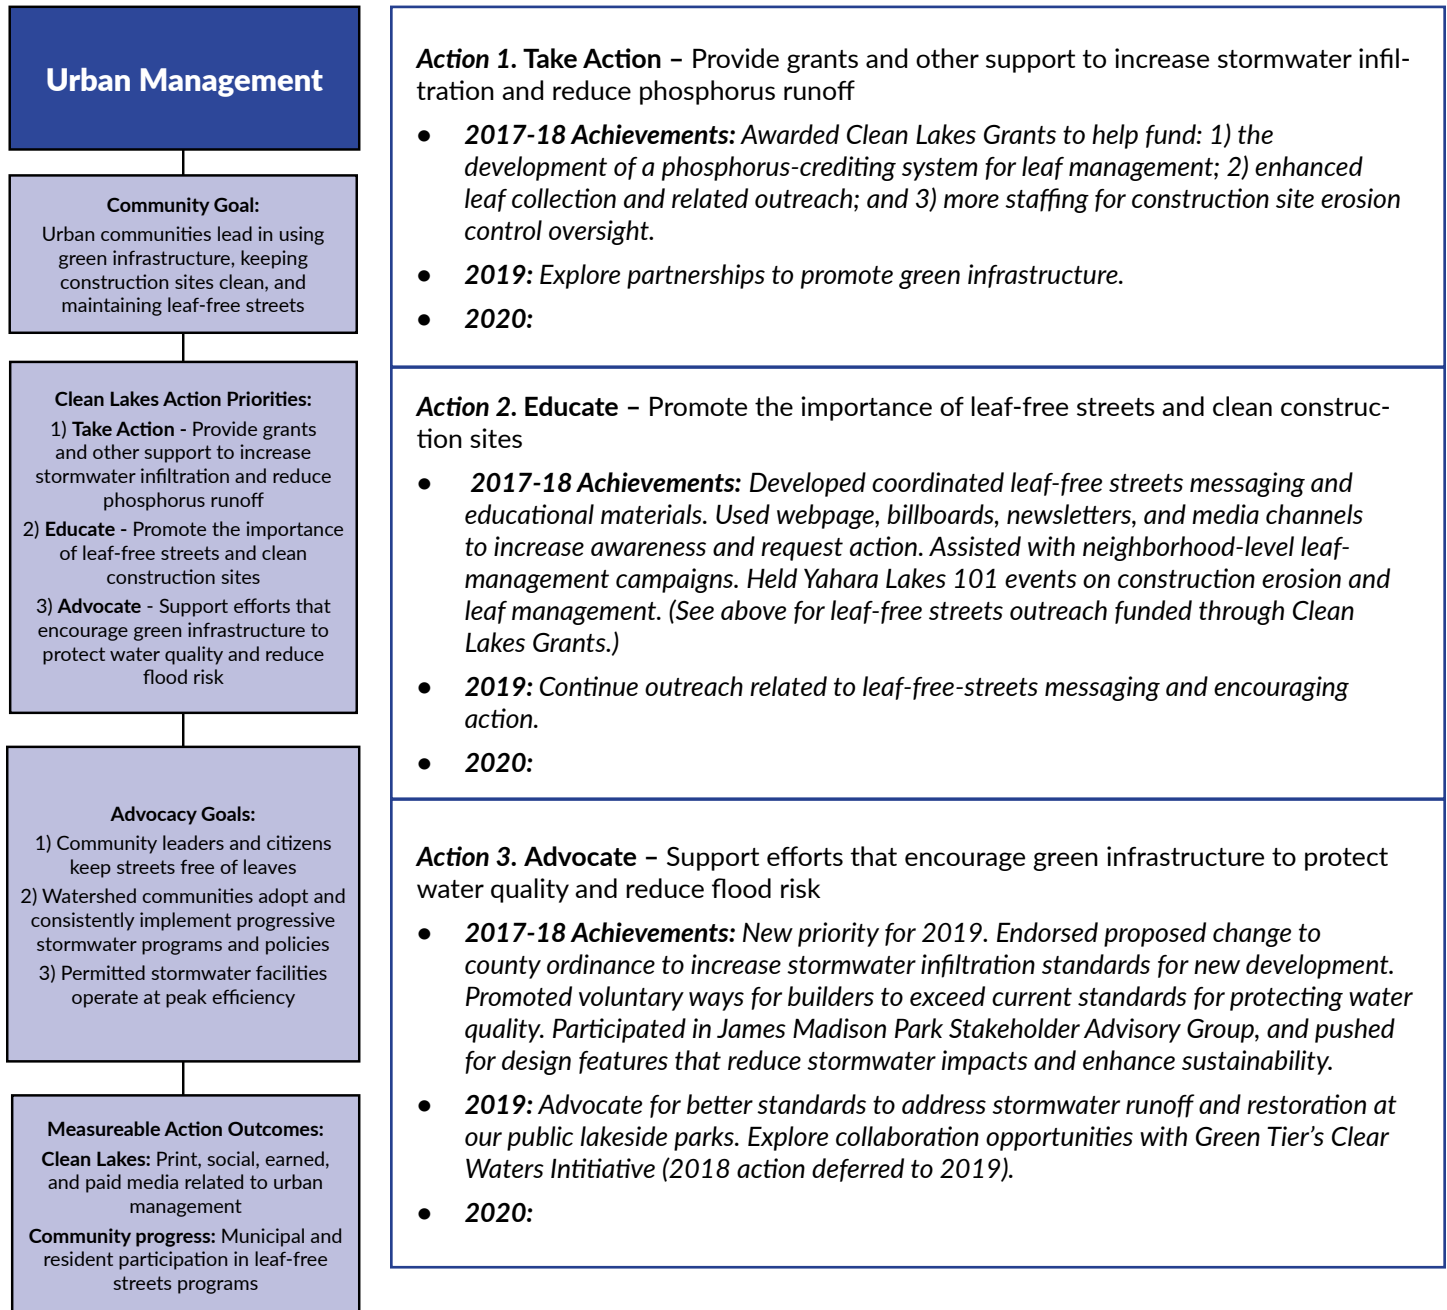 Urban Management
Community Goal:
Urban communities lead in using
green infrastructure, keeping
construction sites clean, and
maintaining leaf-free streets
Clean Lakes Action Priorities:
1) Take Action - Provide grants
and other support to increase
stormwater infiltration and reduce
phosphorus runoff
2) Educate - Promote the importance
of leaf-free streets and clean
construction sites
3) Advocate - Support efforts that
encourage green infrastructure to
protect water quality and reduce
flood risk
Advocacy Goals:
1) Community leaders and citizens
keep streets free of leaves
2) Watershed communities adopt and
consistently implement progressive
stormwater programs and policies
3) Permitted stormwater facilities
operate at peak efficiency
Measureable Action Outcomes:
Clean Lakes: Print, social, earned,
and paid media related to urban
management
Community progress: Municipal and
resident participation in leaf-free
streets programs
Action 1. Take Action – Provide grants and other support to increase stormwater infil-
tration and reduce phosphorus runoff
● 2017-18 Achievements: Awarded Clean Lakes Grants to help fund: 1) the
development of a phosphorus-crediting system for leaf management; 2) enhanced
leaf collection and related outreach; and 3) more staffing for construction site erosion
control oversight.
● 2019: Explore partnerships to promote green infrastructure.
● 2020:
Action 2. Educate – Promote the importance of leaf-free streets and clean construc-
tion sites
● 2017-18 Achievements: Developed coordinated leaf-free streets messaging and
educational materials. Used webpage, billboards, newsletters, and media channels
to increase awareness and request action. Assisted with neighborhood-level leaf-
management campaigns. Held Yahara Lakes 101 events on construction erosion and
leaf management. (See above for leaf-free streets outreach funded through Clean
Lakes Grants.)
● 2019: Continue outreach related to leaf-free-streets messaging and encouraging
action.
● 2020:
Action 3. Advocate – Support efforts that encourage green infrastructure to protect
water quality and reduce flood risk
● 2017-18 Achievements: New priority for 2019. Endorsed proposed change to
county ordinance to increase stormwater infiltration standards for new development.
Promoted voluntary ways for builders to exceed current standards for protecting water
quality. Participated in James Madison Park Stakeholder Advisory Group, and pushed
for design features that reduce stormwater impacts and enhance sustainability.
● 2019: Advocate for better standards to address stormwater runoff and restoration at
our public lakeside parks. Explore collaboration opportunities with Green Tier’s Clear
Waters Intitiative (2018 action deferred to 2019).
● 2020: